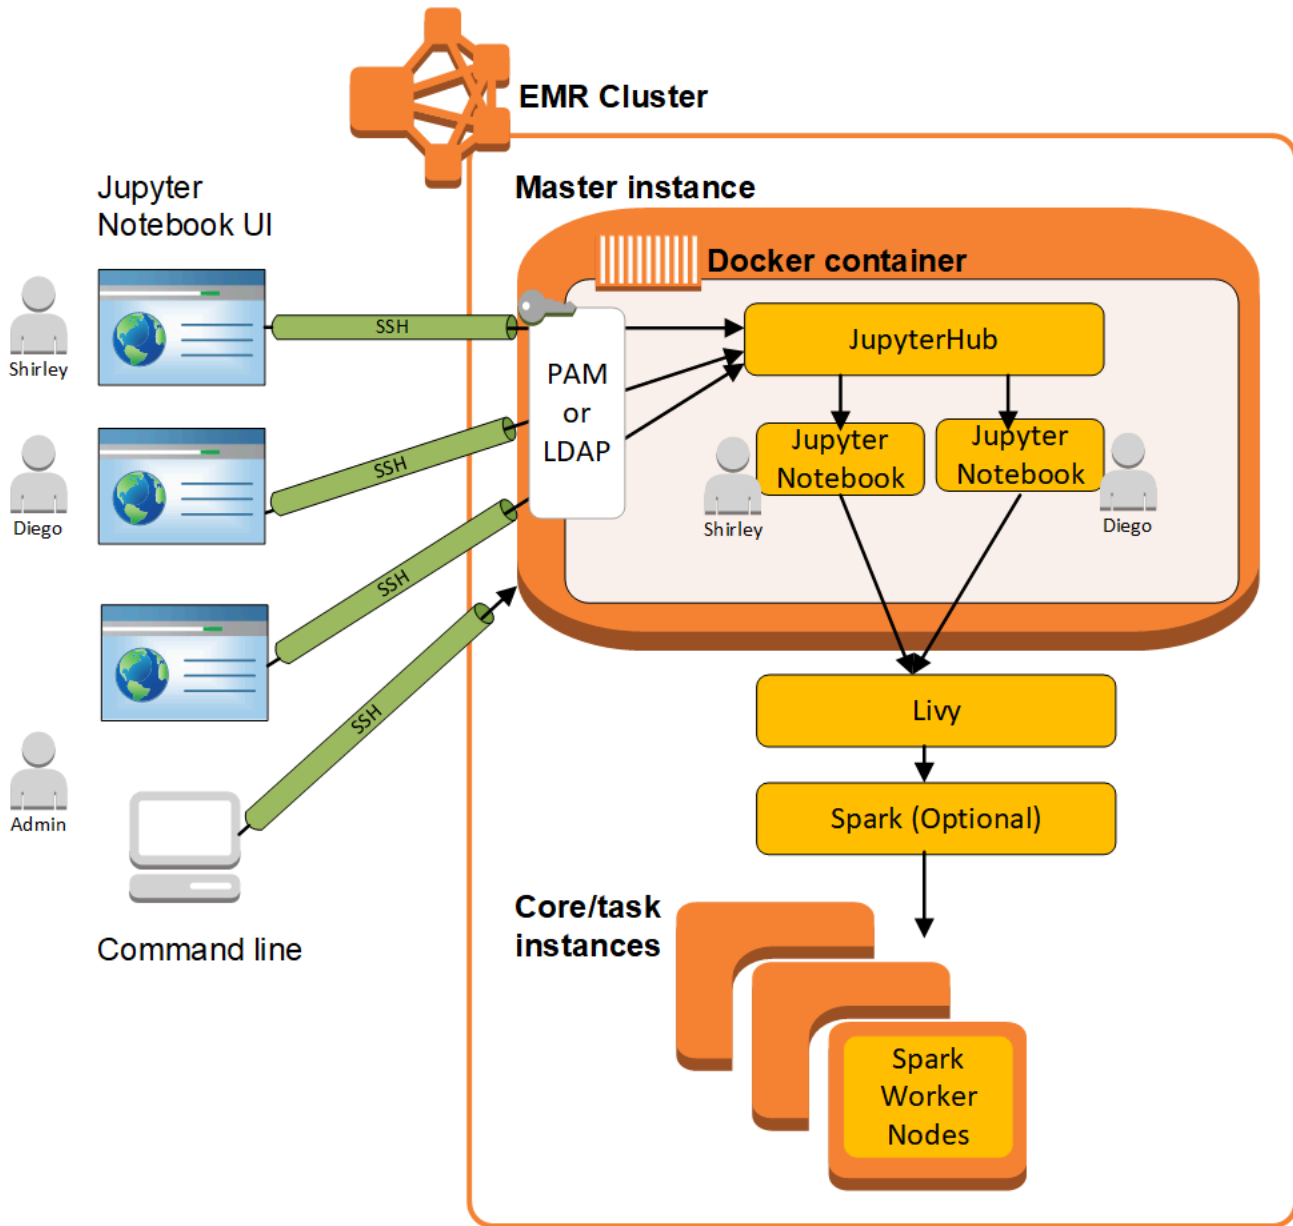 EMR Cluster
Jupyter
Notebook UI
Master instance
Docker container
Shirley
SSH
PAM
or
LDAP
JupyterHub
Jupyter
Notebook
Jupyter
Notebook
Shirley
Diego
Diego
SSH
SSH
SSH
Admin
Command line
Livy
Spark (Optional)
Core/task
instances
Spark
Worker
Nodes